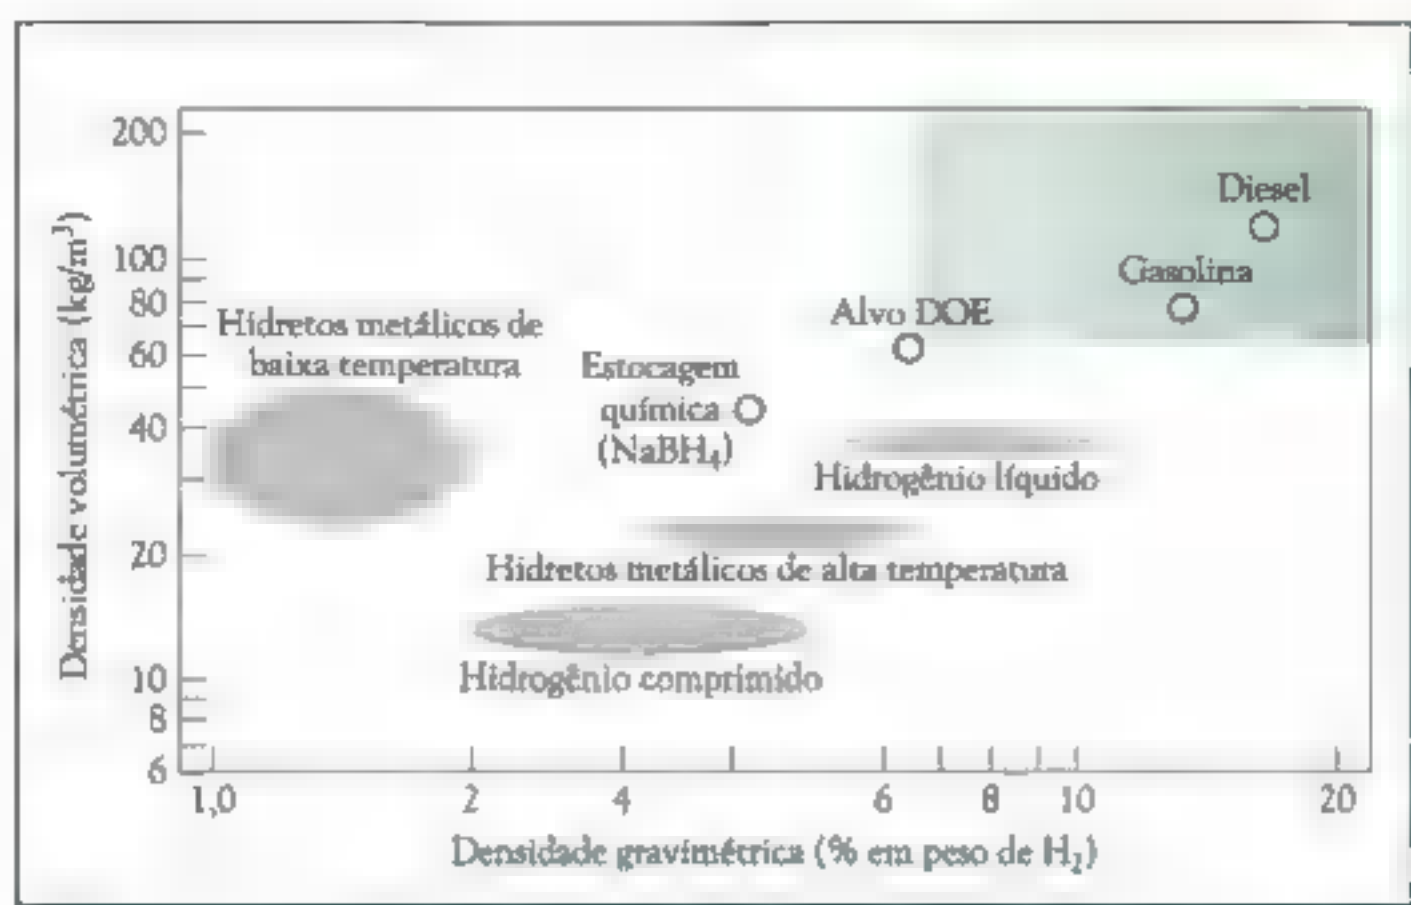 Densidade volumétrica (kg/m³)
200
100
80
60
40
20
10
8
6
Diesel
Gasolina
Alvo DOE
Hidretos metálicos de
baixa temperatura
Estocagem
química
(NaBH₄)
Hidrogênio líquido
Hidretos metálicos de alta temperatura
Hidrogênio comprimido
1,0 2 4 6 8 10 20
Densidade gravimétrica (% em peso de H₂)